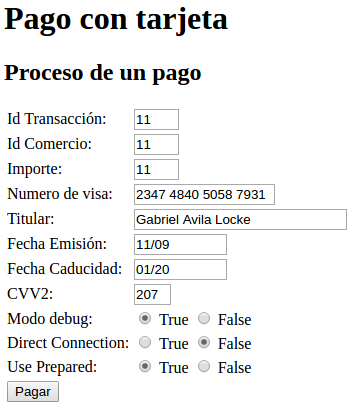 Pago con tarjeta
Proceso de un pago
Id Transacción: 11
Id Comercio: 11
Importe: 11
Numero de visa: 2347 4840 5058 7931
Titular: Gabriel Avila Locke
Fecha Emisión: 11/09
Fecha Caducidad: 01/20
CVV2: 207
Modo debug: True False
Direct Connection: True False
Use Prepared: True False
Pagar